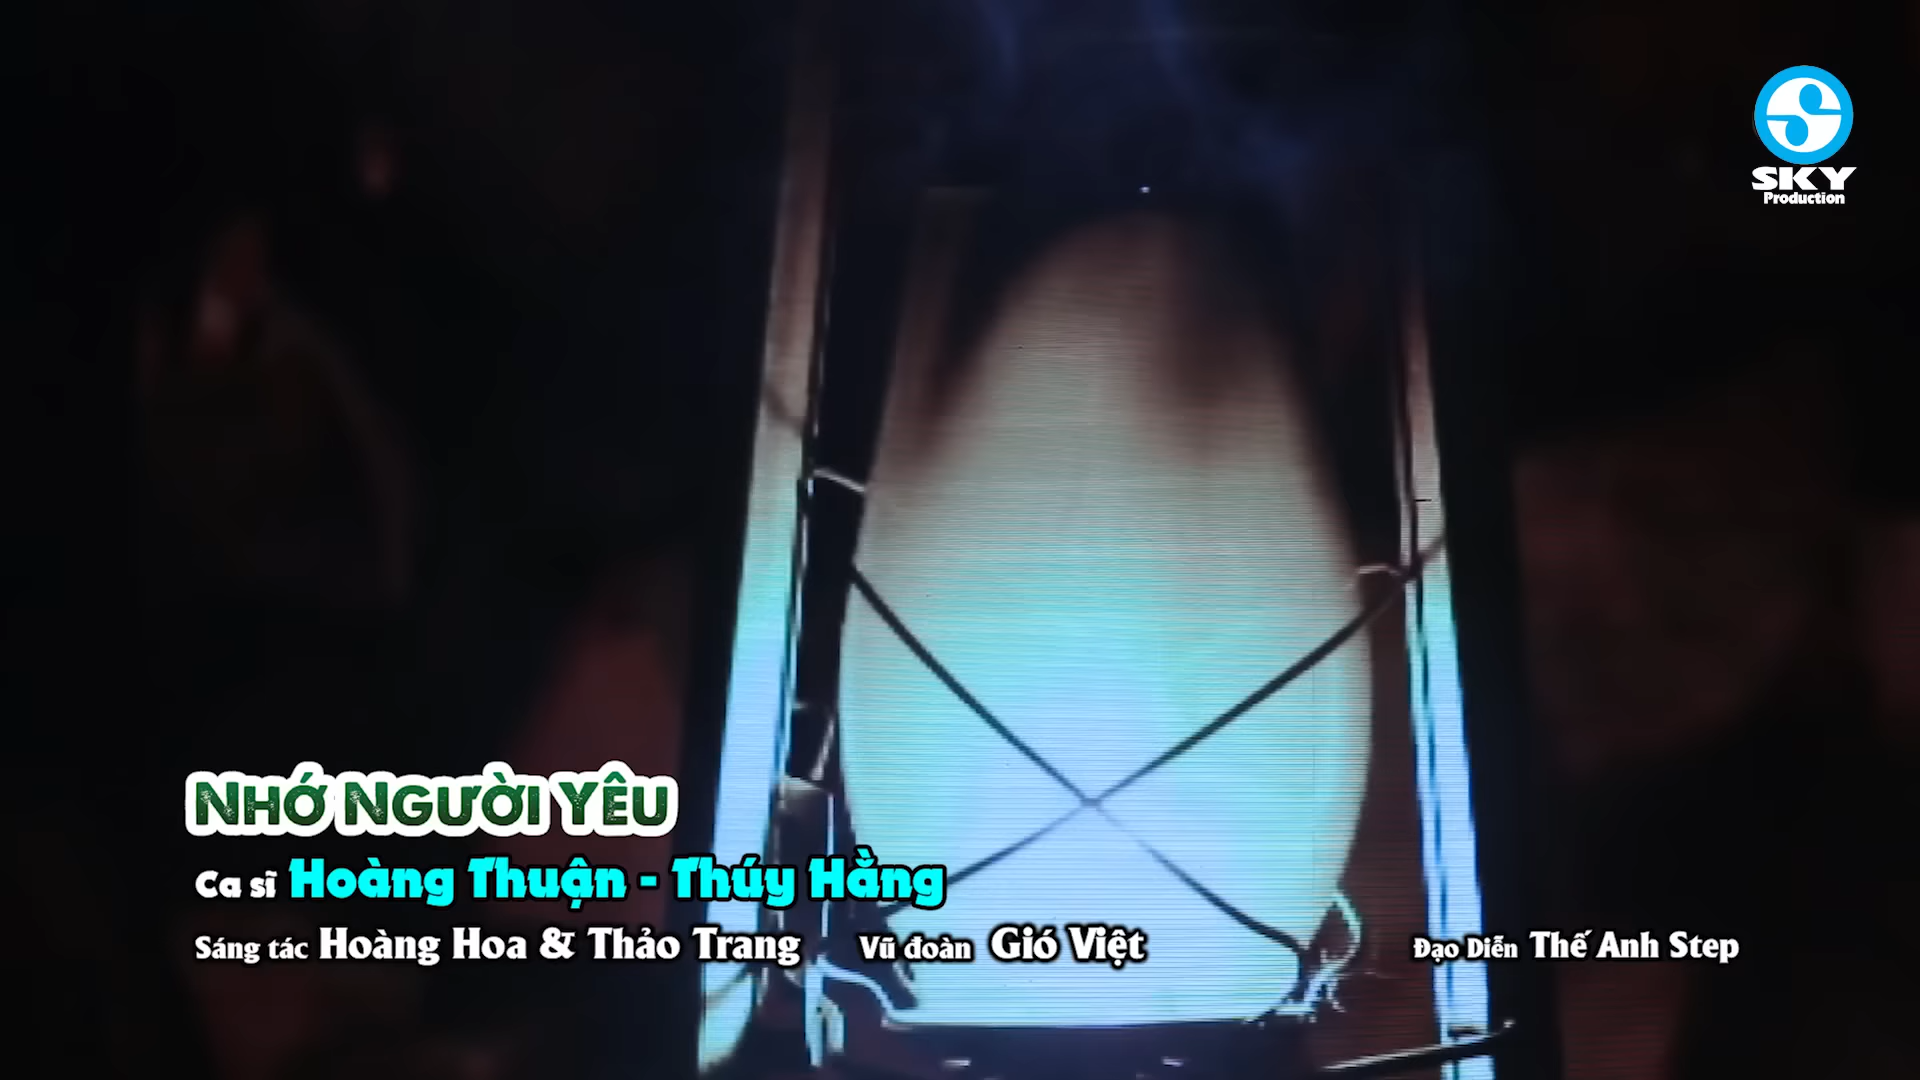 SKY
Production
NHỚ NGƯỜI YÊU
Ca sĩ Hoàng Thuận - Thúy Hằng
Sáng tác Hoàng Hoa & Thảo Trang Vũ đoàn Gió Việt Đạo Diễn Thế Anh Step